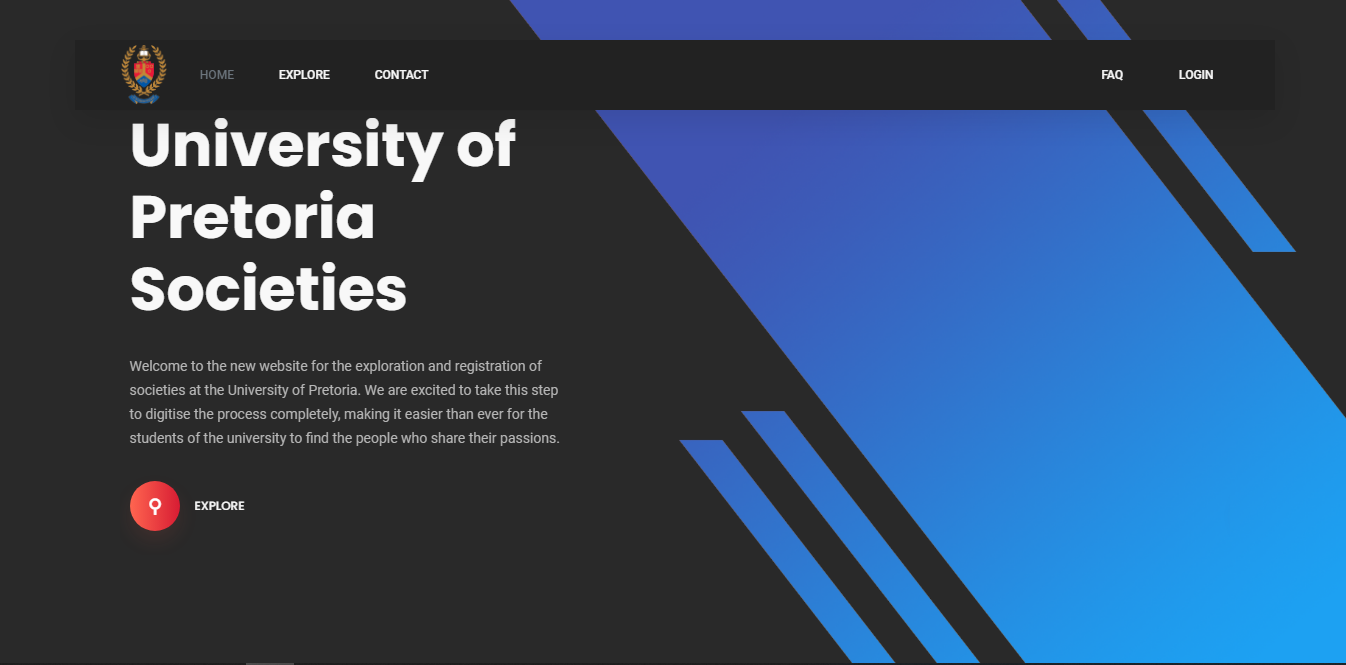 HOME EXPLORE CONTACT FAQ LOGIN
University of
Pretoria
Societies
Welcome to the new website for the exploration and registration of
societies at the University of Pretoria. We are excited to take this step
to digitise the process completely, making it easier than ever for the
students of the university to find the people who share their passions.
EXPLORE